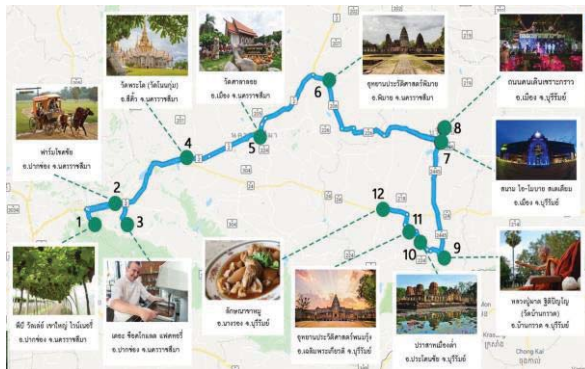 วัดพระโต (วัดโนนกุ่ม)
อ.สีคิ้ว จ.นครราชสีมา
วัดศาลาลอย
อ.เมือง จ.นครราชสีมา
อุทยานประวัติศาสตร์พิมาย
อ.พิมาย จ.นครราชสีมา
ถนนคนเดินเซราะกราว
อ.เมือง จ.บุรีรัมย์
ฟาร์มโชคชัย
อ.ปากช่อง จ.นครราชสีมา
สนาม ไอ-โมบาย สเตเดียม
อ.เมือง จ.บุรีรัมย์
1
2
3
4
5
6
7
8
9
10
11
12
พีบี วัลเล่ย์ เขาใหญ่ ไวน์เนอรี่
อ.ปากช่อง จ.นครราชสีมา
เดอะ ช็อคโกแลต แฟคทอรี่
อ.ปากช่อง จ.นครราชสีมา
ลักษณาขาหมู
อ.นางรอง จ.บุรีรัมย์
อุทยานประวัติศาสตร์พนมรุ้ง
อ.เฉลิมพระเกียรติ จ.บุรีรัมย์
ปราสาทเมืองต่ำ
อ.ประโคนชัย จ.บุรีรัมย์
หลวงปู่มาศ ฐิติปัญโญ
(วัดบ้านกรวด)
อ.บ้านกรวด จ.บุรีรัมย์
Chong Kal